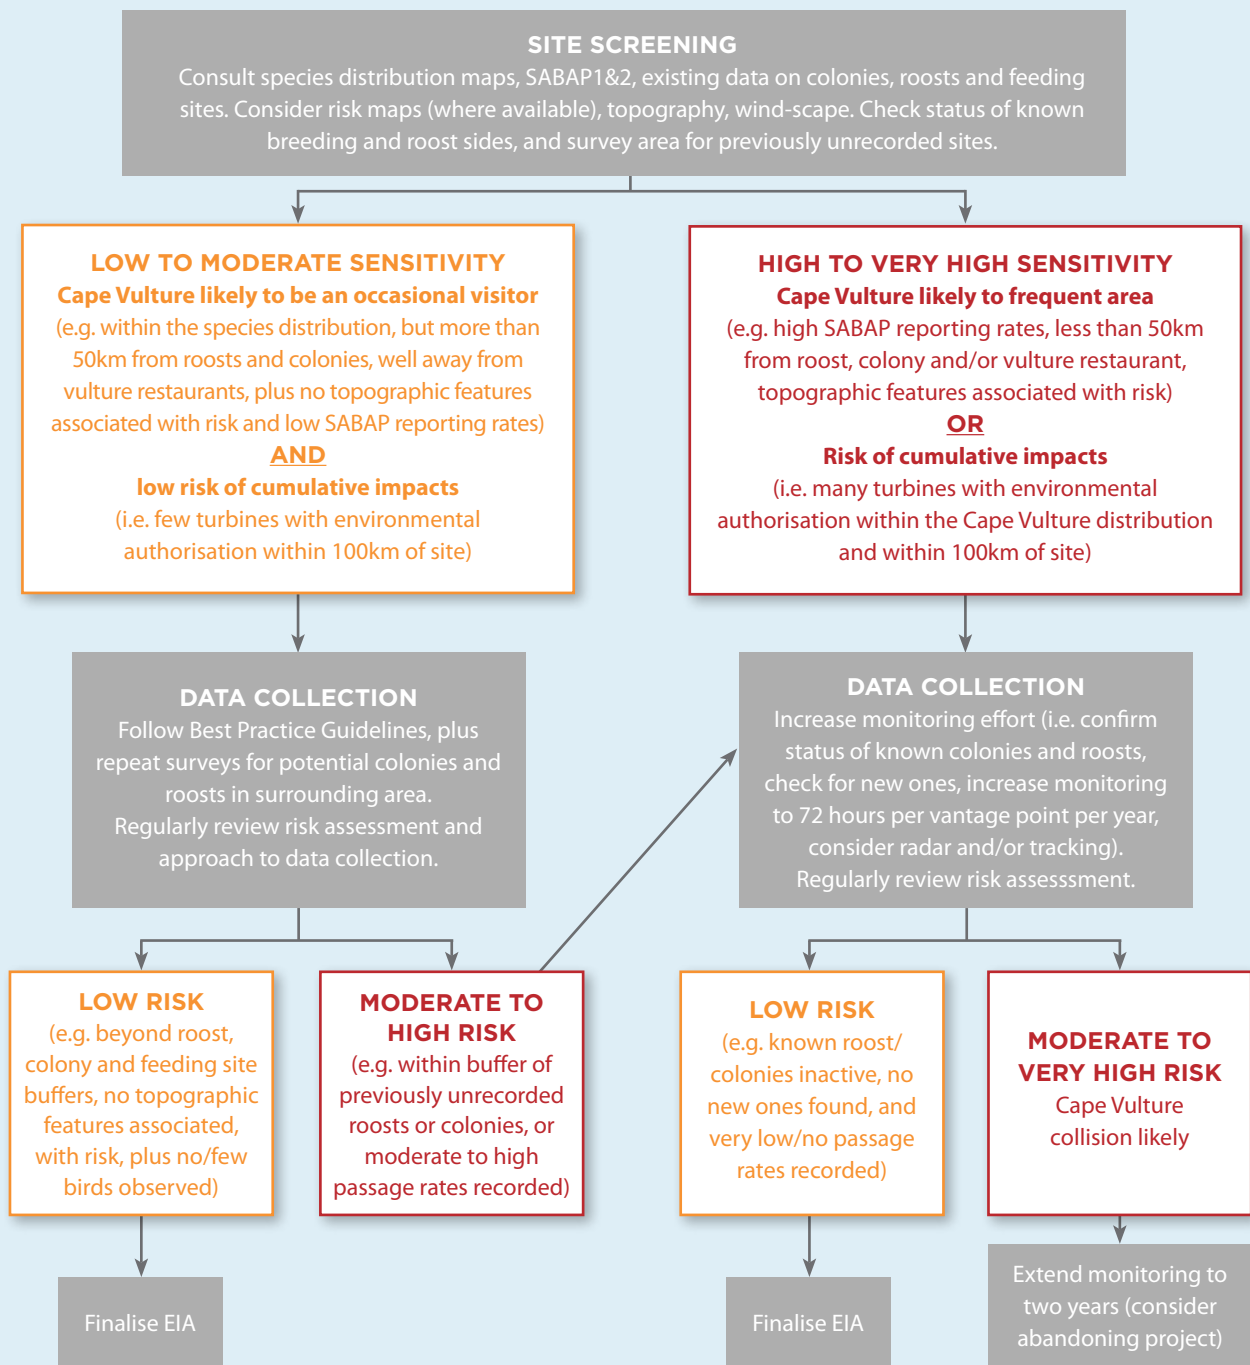 SITE SCREENING
Consult species distribution maps, SABAP1&2, existing data on colonies, roosts and feeding
sites. Consider risk maps (where available), topography, wind-scape. Check status of known
breeding and roost sides, and survey area for previously unrecorded sites.
LOW TO MODERATE SENSITIVITY
Cape Vulture likely to be an occasional visitor
(e.g. within the species distribution, but more than
50km from roosts and colonies, well away from
vulture restaurants, plus no topographic features
associated with risk and low SABAP reporting rates)
AND
low risk of cumulative impacts
(i.e. few turbines with environmental
authorisation within 100km of site)
HIGH TO VERY HIGH SENSITIVITY
Cape Vulture likely to frequent area
(e.g. high SABAP reporting rates, less than 50km
from roost, colony and/or vulture restaurant,
topographic features associated with risk)
OR
Risk of cumulative impacts
(i.e. many turbines with environmental
authorisation within the Cape Vulture distribution
and within 100km of site)
DATA COLLECTION
Follow Best Practice Guidelines, plus
repeat surveys for potential colonies and
roosts in surrounding area.
Regularly review risk assessment and
approach to data collection.
DATA COLLECTION
Increase monitoring effort (i.e. confirm
status of known colonies and roosts,
check for new ones, increase monitoring
to 72 hours per vantage point per year,
consider radar and/or tracking).
Regularly review risk assesssment.
LOW RISK
(e.g. beyond roost,
colony and feeding site
buffers, no topographic
features associated,
with risk, plus no/few
birds observed)
MODERATE TO
HIGH RISK
(e.g. within buffer of
previously unrecorded
roosts or colonies, or
moderate to high
passage rates recorded)
LOW RISK
(e.g. known roost/
colonies inactive, no
new ones found, and
very low/no passage
rates recorded)
MODERATE TO
VERY HIGH RISK
Cape Vulture
collision likely
Finalise EIA
Finalise EIA
Extend monitoring to
two years (consider
abandoning project)